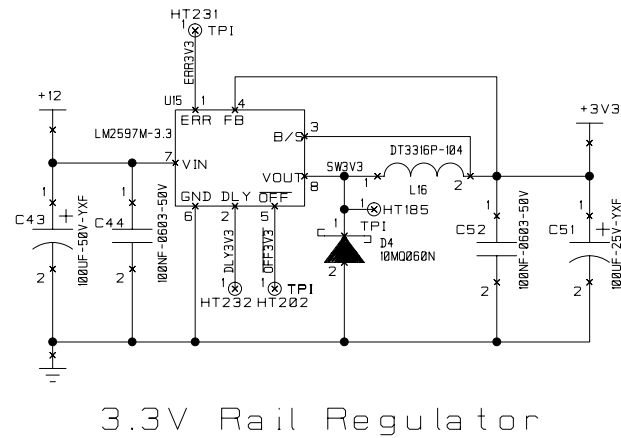 HT231
1 TPI
ERR3V3
+12
U15
1 4
ERR FB
+3V3
LM2597M-3.3
7 VIN
B/S 3
DT3316P-104
VOUT 8
SW3V3
1 2
L16
GND DLY OFF
6 2 5
1 HT185
TPI
C43
1
+
2
100UF-50V-YXF
C44
1
2
100NF-0603-50V
DLY3V3
OFF3V3
1 1
TPI
HT232 HT202
1
D4
10MQ060N
2
C52
1
2
100NF-0603-50V
C51
1
+
2
100UF-25V-YXF
3.3V Rail Regulator